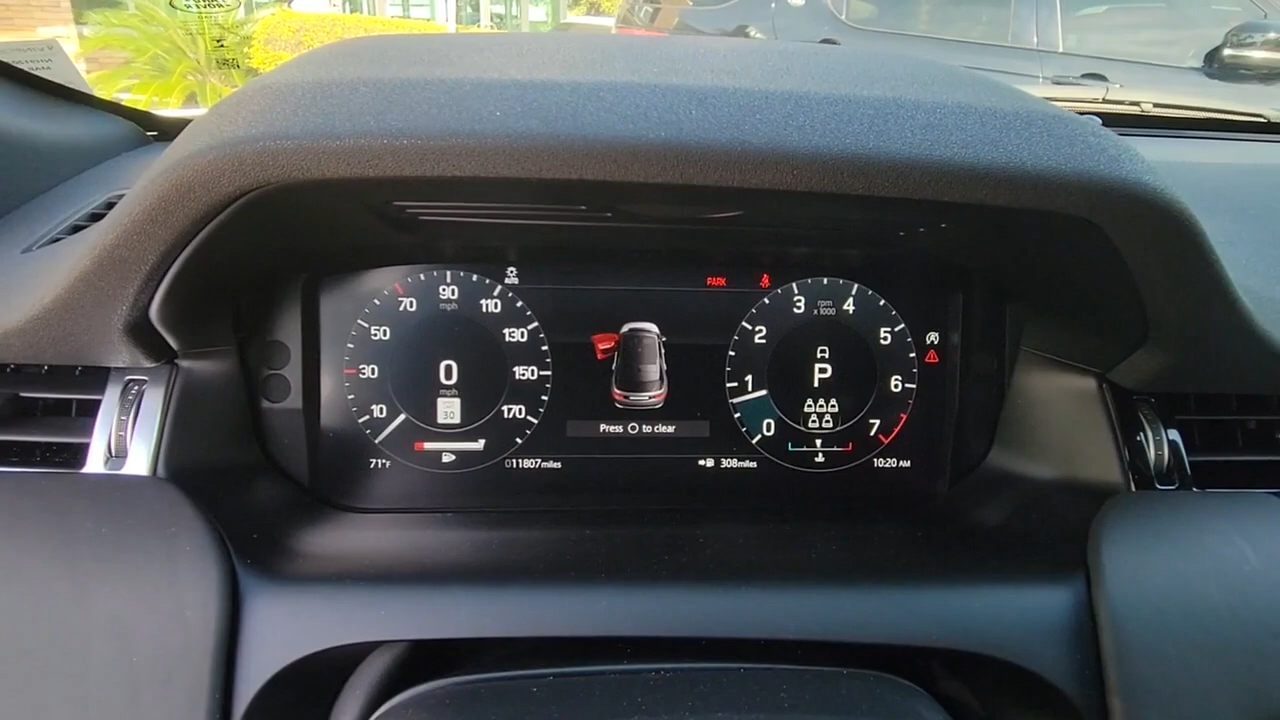 10
30
50
70
90
110
130
150
170
mph
0
mph
30
AUTO
71°F
011807miles
PARK
Press O to clear
308miles
0
1
2
3
4
5
6
7
rpm
x1000
P
10:20 AM